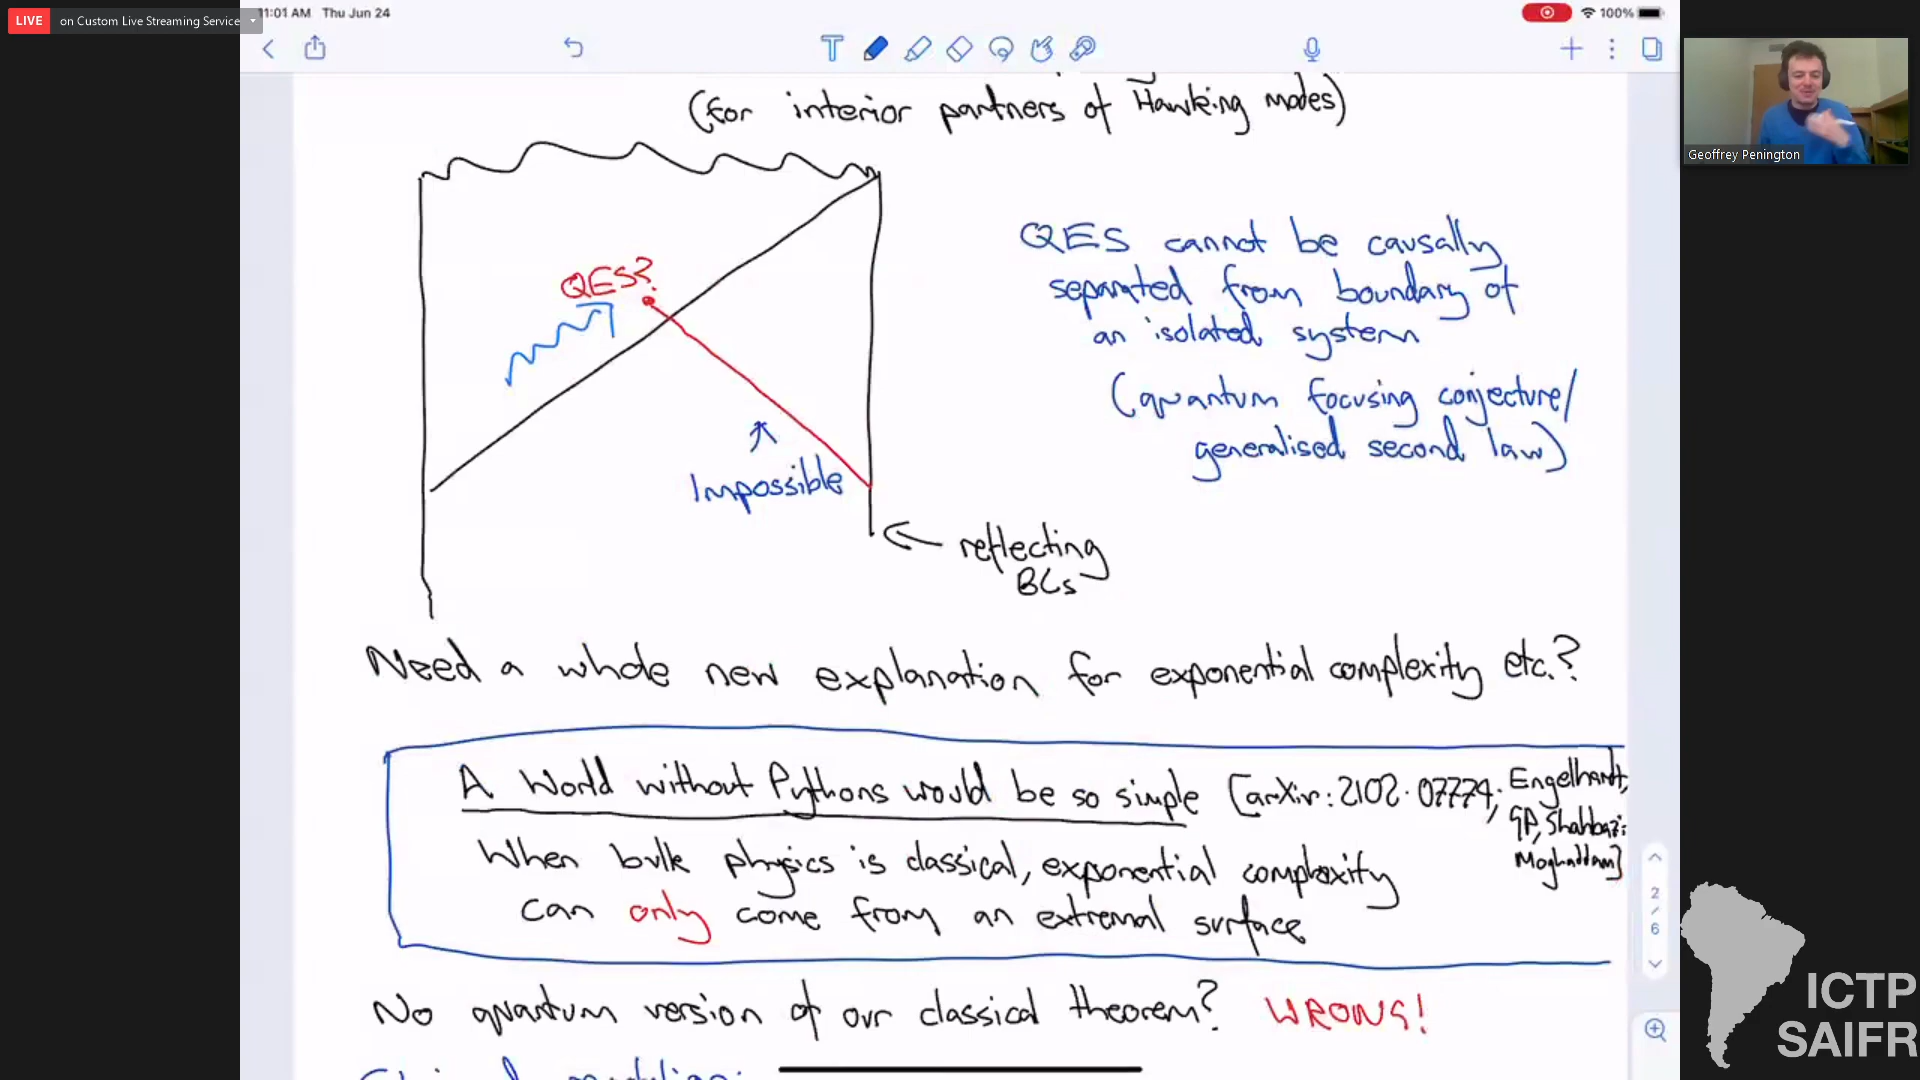 LIVE on Custom Live Streaming Service
11:01 AM Thu Jun 24
100%
Geoffrey Penington
(for interior partners of Hawking modes)
QES?
QES cannot be causally
separated from boundary of
an isolated system
(quantum focusing conjecture/
generalised second law)
Impossible
reflecting
BCs
Need a whole new explanation for exponential complexity etc.?
A World without Pythons would be so simple [arXiv: 2102.07774; Engelhardt,
GP, Shahbazi-
Moghaddam]
When bulk physics is classical, exponential complexity
can only come from an extremal surface
2
/
6
No quantum version of our classical theorem? WRONG!
ICTP
SAIFR